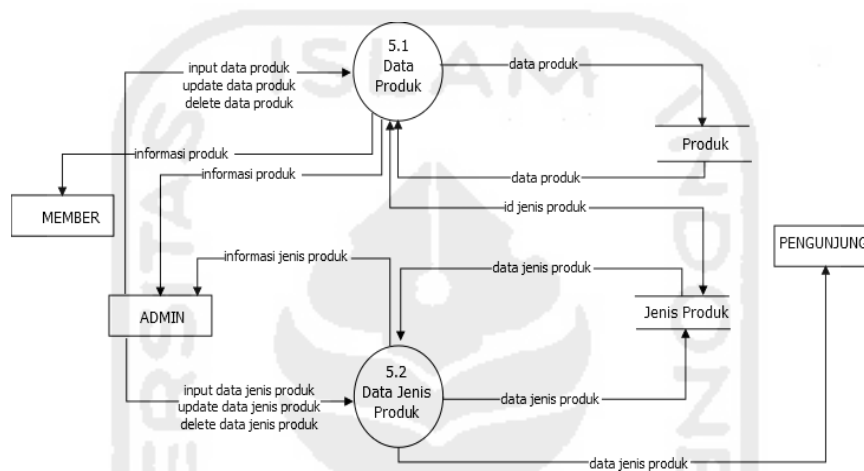 ISLAM
5.1
Data
Produk
input data produk
update data produk
delete data produk
data produk
Produk
informasi produk
informasi produk
data produk
MEMBER
id jenis produk
PENGUNJUNG
informasi jenis produk
data jenis produk
ADMIN
Jenis Produk
5.2
Data Jenis
Produk
input data jenis produk
update data jenis produk
delete data jenis produk
data jenis produk
data jenis produk